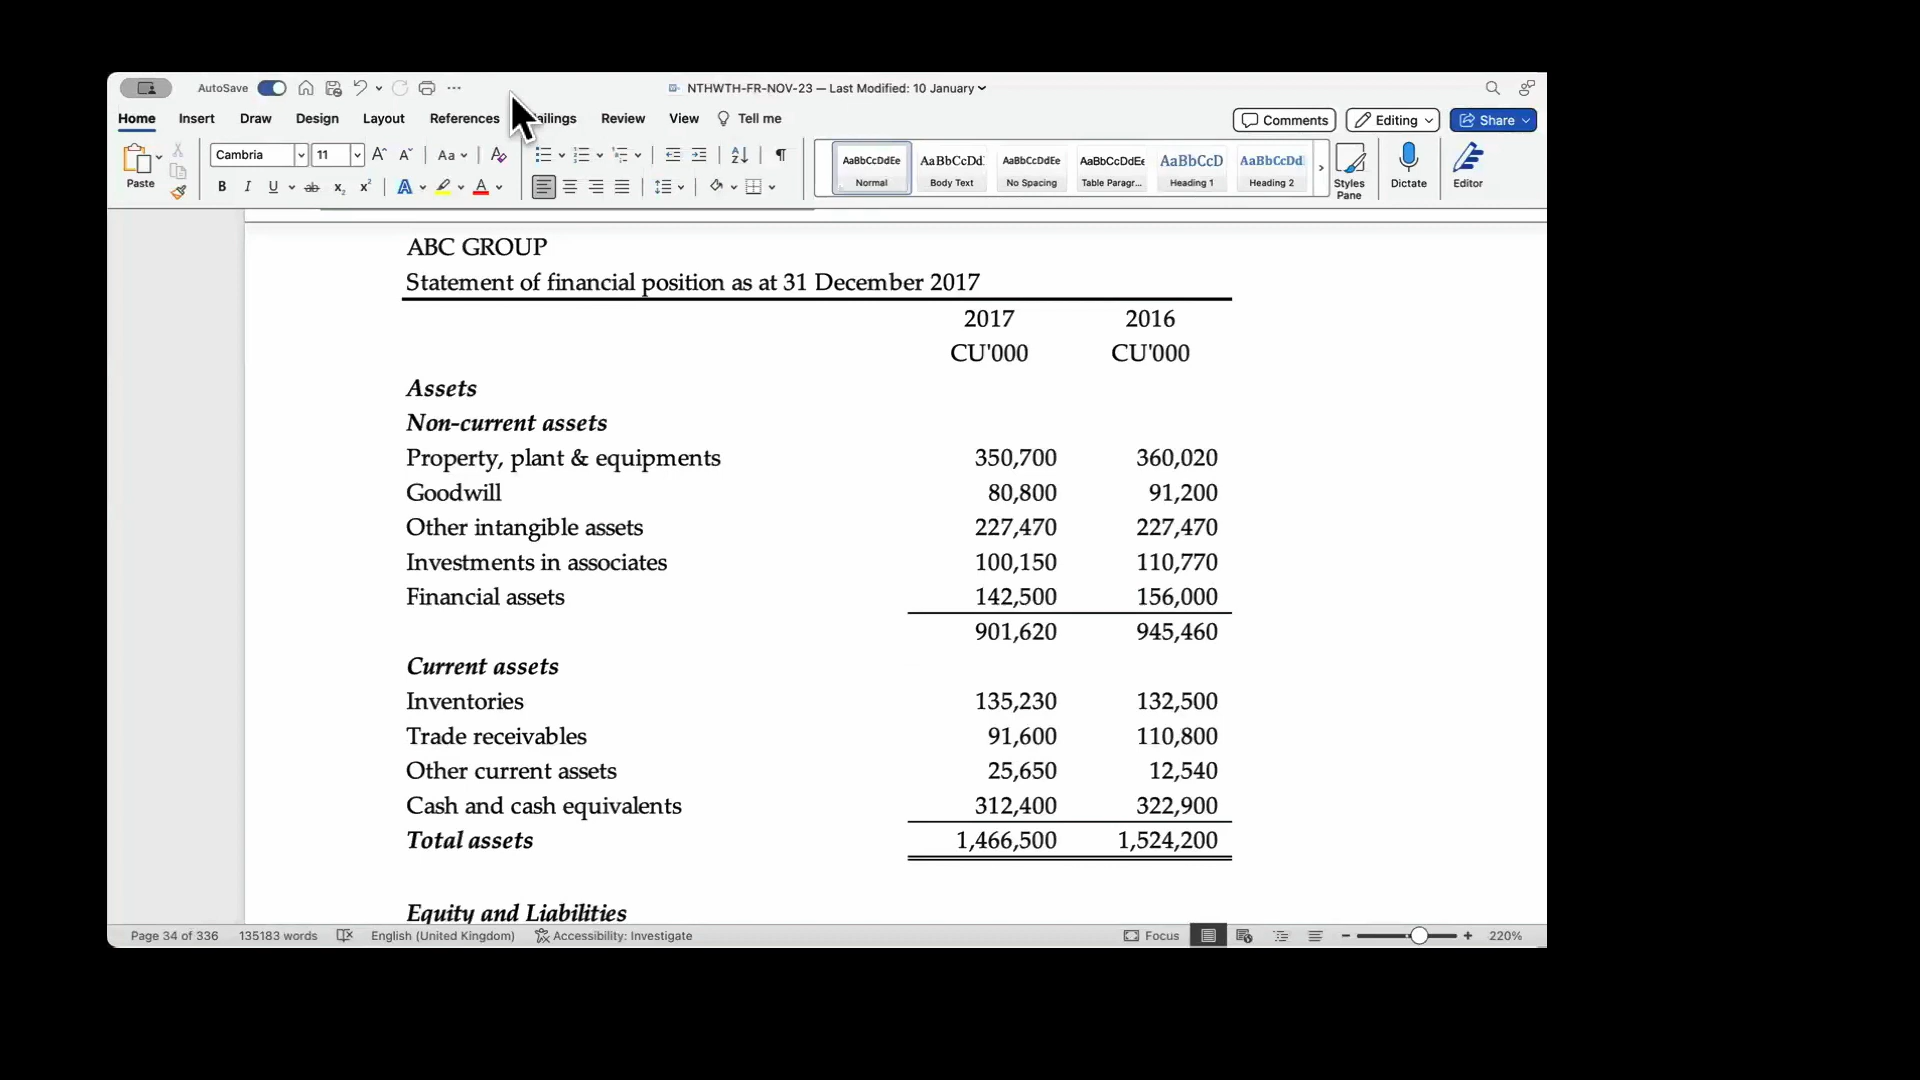 AutoSave
NTHWTH-FR-NOV-23 — Last Modified: 10 January
Home Insert Draw Design Layout References ailings Review View Tell me
Comments Editing Share
Paste
Cambria 11
Aa
AaBbCcDdEe AaBbCcDd AaBbCcDdEe AaBbCcDdEe AaBbCcD AaBbCcDd
Normal Body Text No Spacing Table Paragr... Heading 1 Heading 2
Styles Pane
Dictate
Editor
ABC GROUP
Statement of financial position as at 31 December 2017
2017 2016
CU'000 CU'000
Assets
Non-current assets
Property, plant & equipments 350,700 360,020
Goodwill 80,800 91,200
Other intangible assets 227,470 227,470
Investments in associates 100,150 110,770
Financial assets 142,500 156,000
901,620 945,460
Current assets
Inventories 135,230 132,500
Trade receivables 91,600 110,800
Other current assets 25,650 12,540
Cash and cash equivalents 312,400 322,900
Total assets 1,466,500 1,524,200
Equity and Liabilities
Page 34 of 336 135183 words English (United Kingdom) Accessibility: Investigate Focus 220%